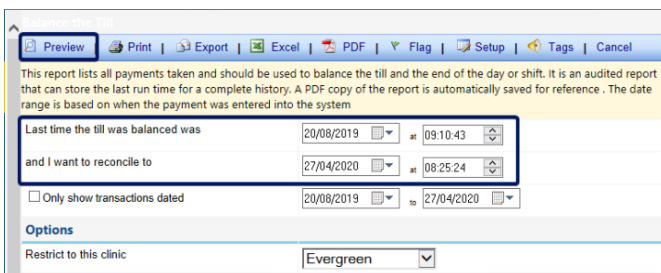 Balance the Till
Preview | Print | Export | Excel | PDF | Flag | Setup | Tags | Cancel
This report lists all payments taken and should be used to balance the till and the end of the day or shift. It is an audited report
that can store the last run time for a complete history. A PDF copy of the report is automatically saved for reference . The date
range is based on when the payment was entered into the system
Last time the till was balanced was 20/08/2019 at 09:10:43
and I want to reconcile to 27/04/2020 at 08:25:24
Only show transactions dated 20/08/2019 to 27/04/2020
Options
Restrict to this clinic Evergreen